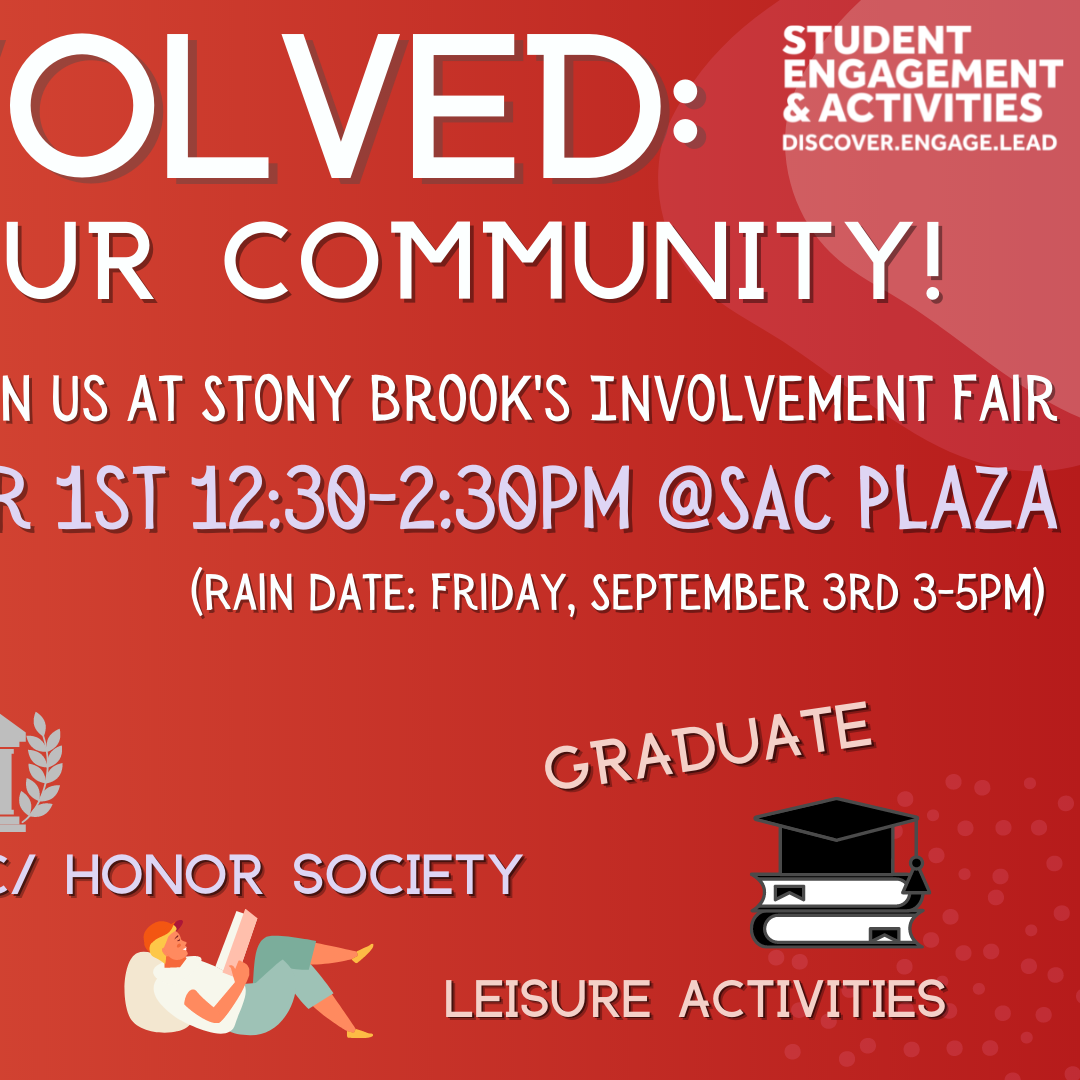 STUDENT
ENGAGEMENT
& ACTIVITIES
DISCOVER.ENGAGE.LEAD
OLVED:
UR COMMUNITY!
N US AT STONY BROOK'S INVOLVEMENT FAIR
R 1ST 12:30-2:30PM @SAC PLAZA
(RAIN DATE: FRIDAY, SEPTEMBER 3RD 3-5PM)
GRADUATE
C/ HONOR SOCIETY
LEISURE ACTIVITIES